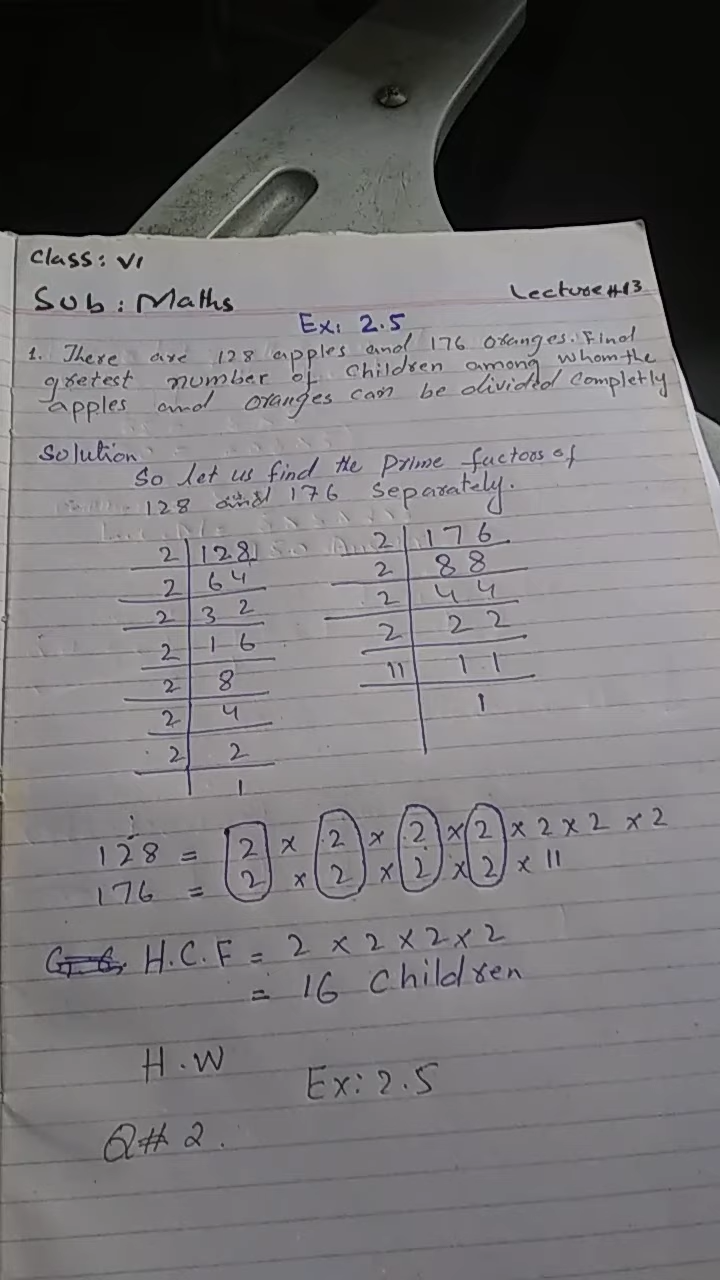 Class: VI
Sub: Maths
Lecture#13
Ex: 2.5
1. There are 128 apples and 176 oranges. Find
gretest number of children among whom the
apples and oranges can be divided completly
Solution
So let us find the Prime factors of
128 and 176 separately.
2 | 128
2 | 64
2 | 32
2 | 16
2 | 8
2 | 4
2 | 2
1
2 | 176
2 | 88
2 | 44
2 | 22
11 | 11
1
128 = 2 x 2 x 2 x 2 x 2 x 2 x 2
176 = 2 x 2 x 2 x 2 x 11
H.C.F = 2 x 2 x 2 x 2
= 16 Children
H.W
Ex: 2.5
Q# 2.